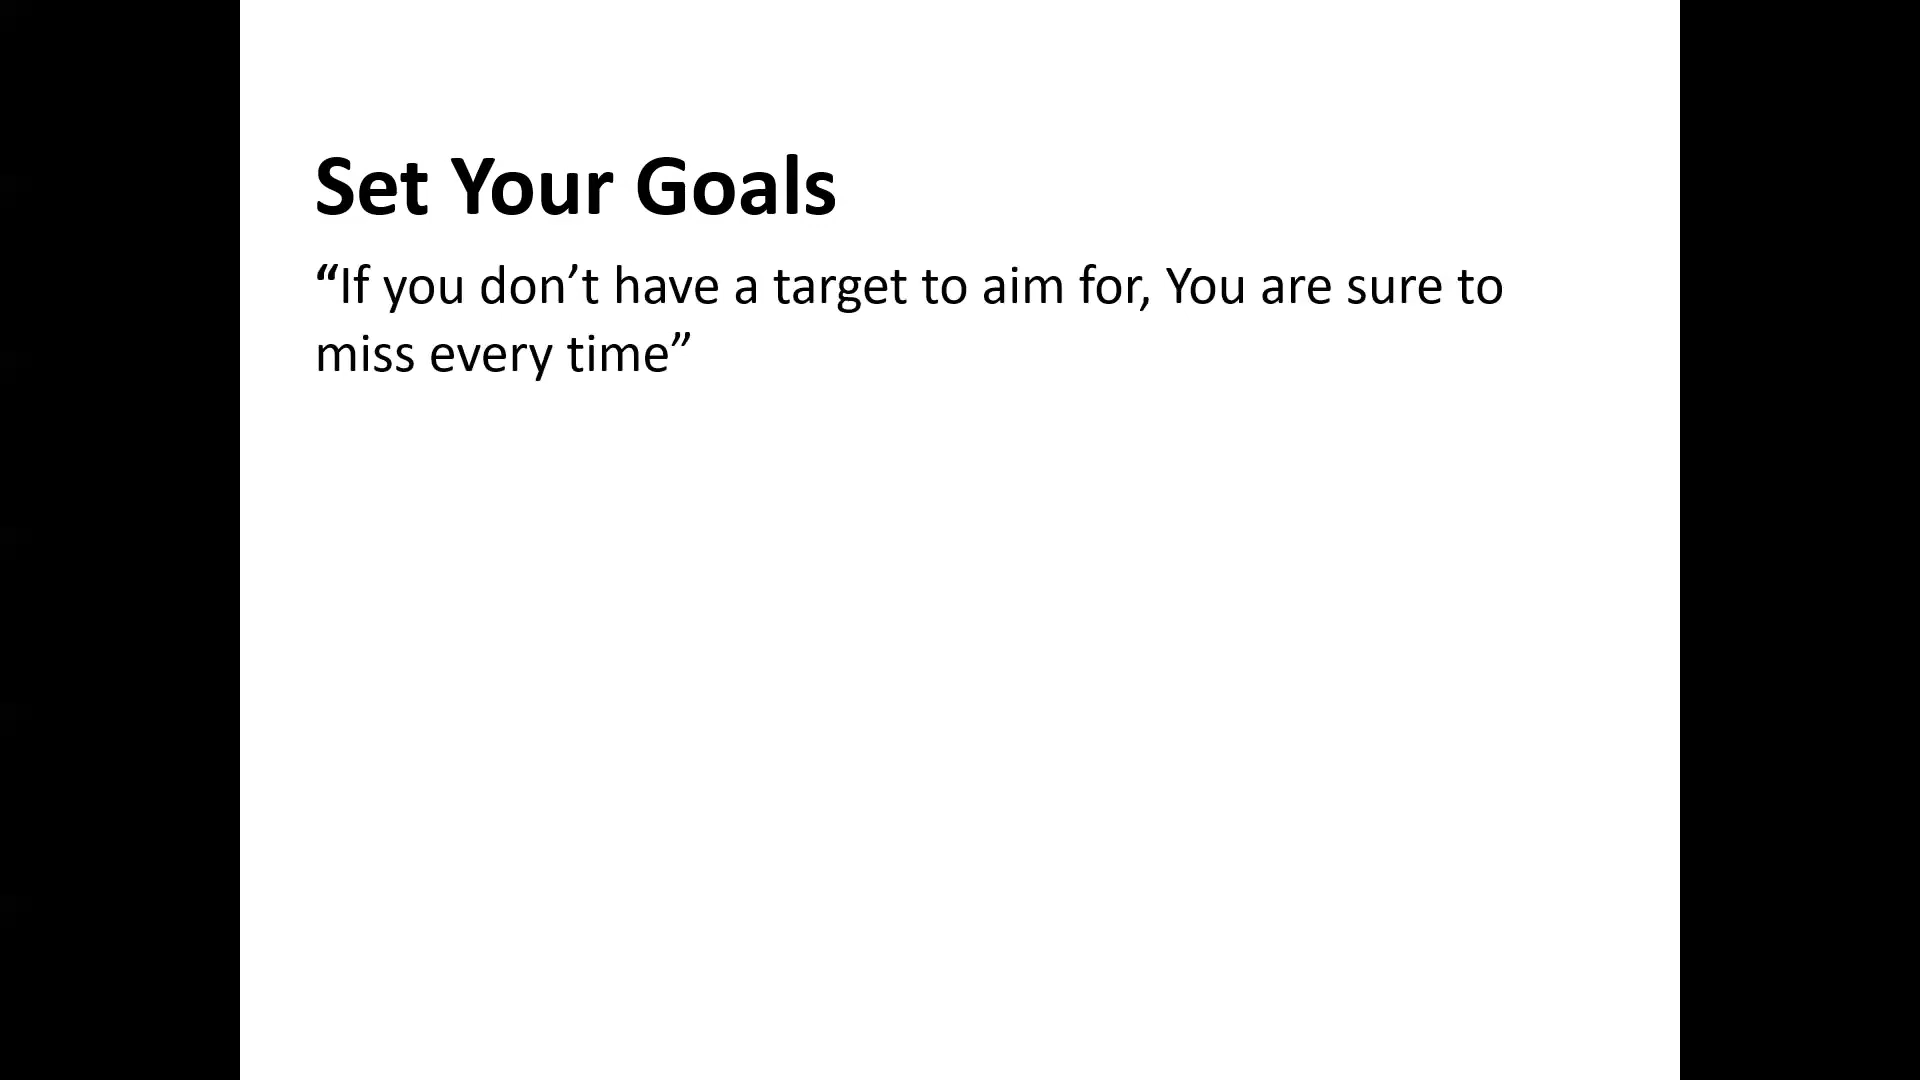 Set Your Goals
“If you don’t have a target to aim for, You are sure to
miss every time”